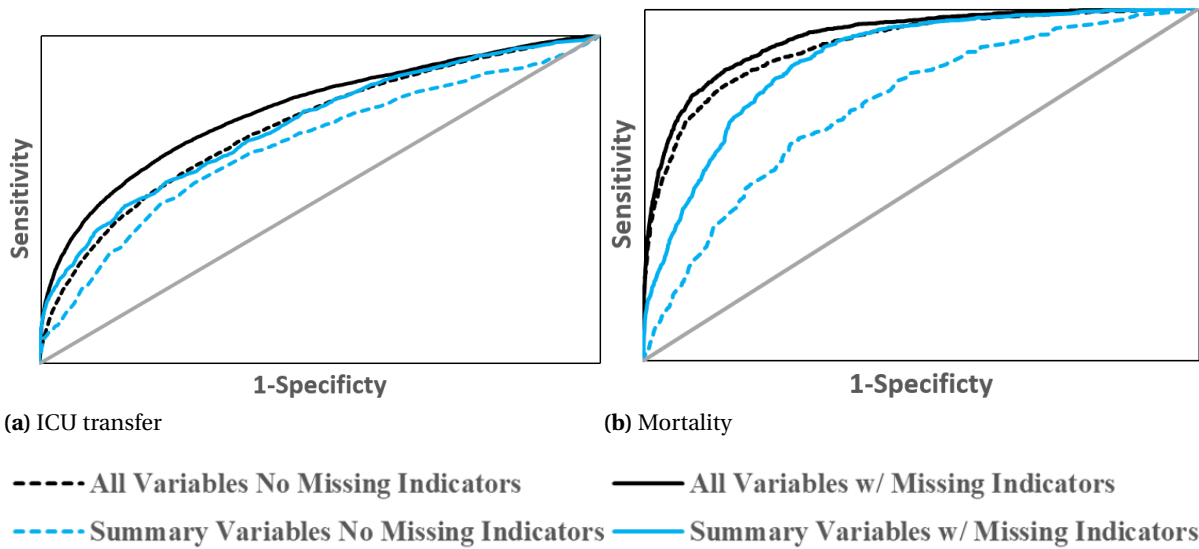 Sensitivity
1-Specificty
(a) ICU transfer
Sensitivity
1-Specificty
(b) Mortality
All Variables No Missing Indicators
All Variables w/ Missing Indicators
Summary Variables No Missing Indicators
Summary Variables w/ Missing Indicators